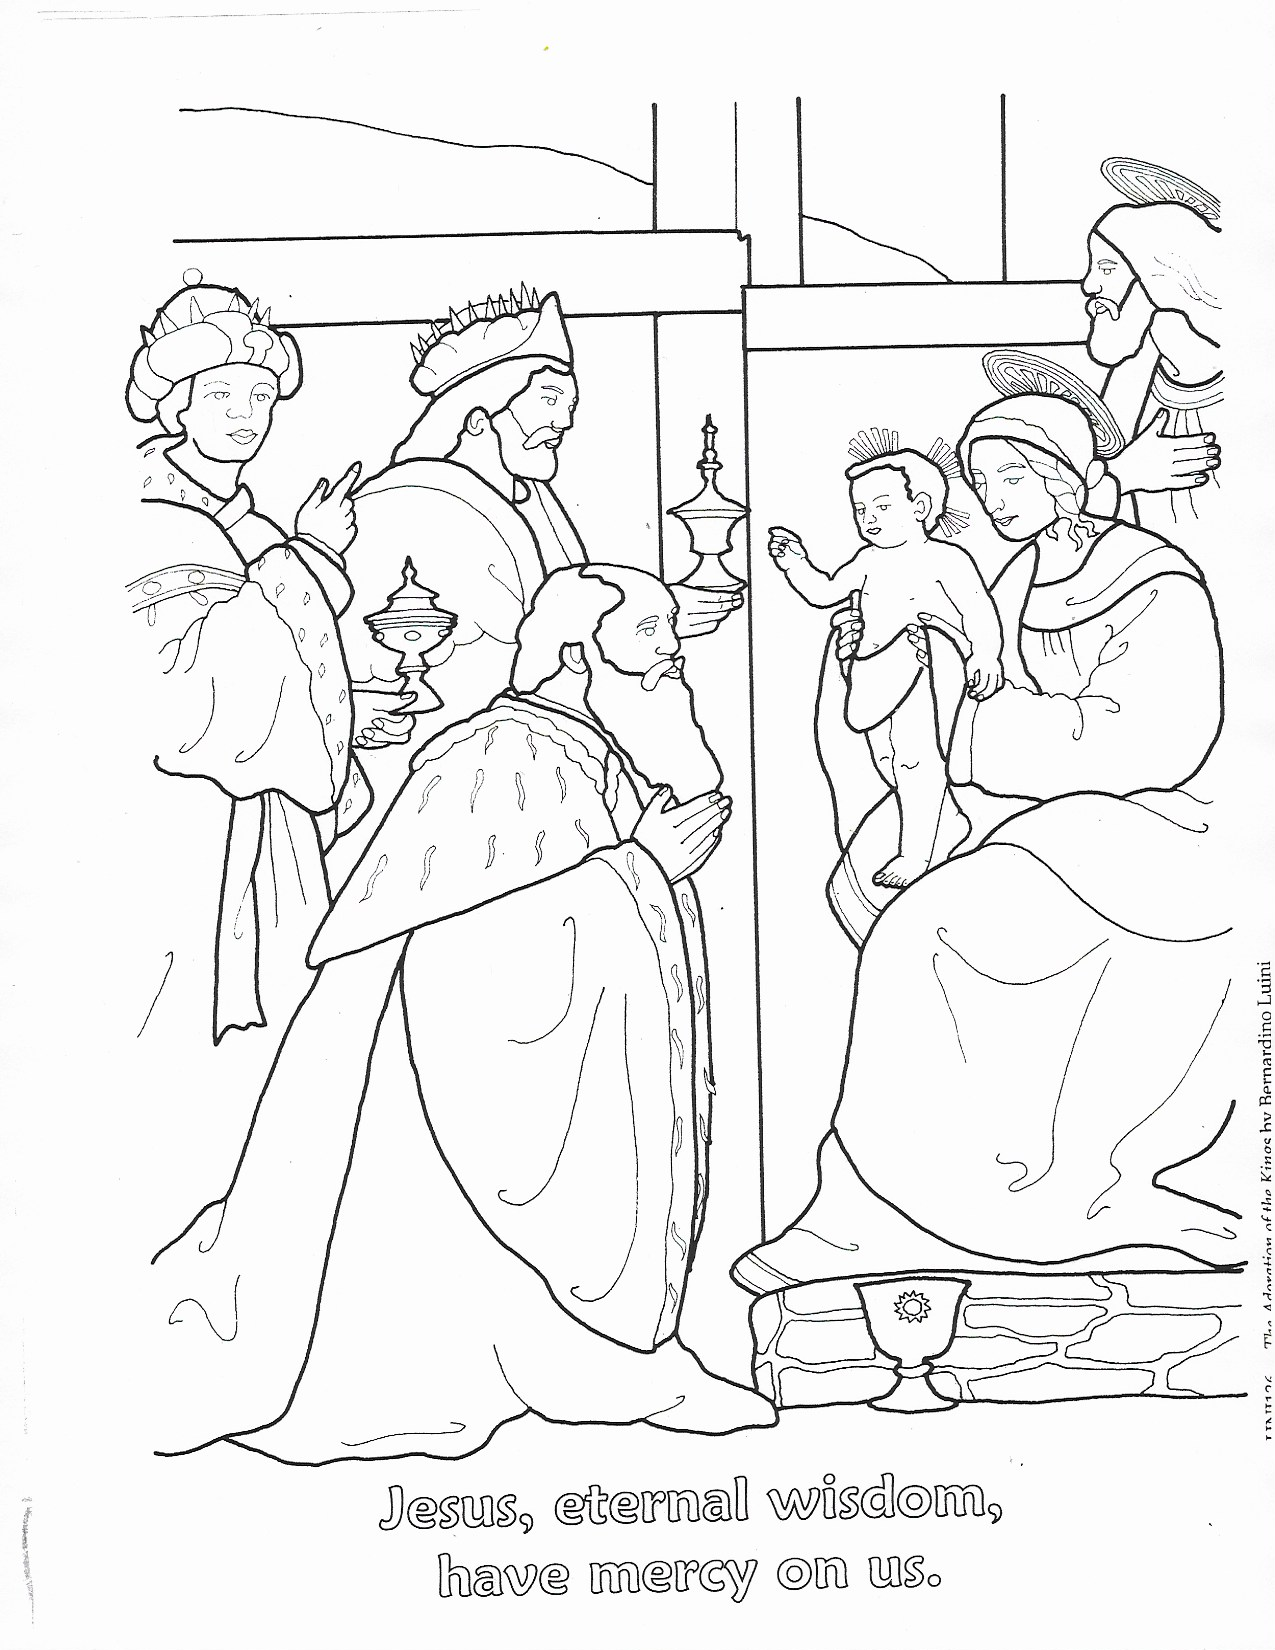 Jesus, eternal wisdom,
have mercy on us.
The Adoration of the Kings by Bernardino Luini